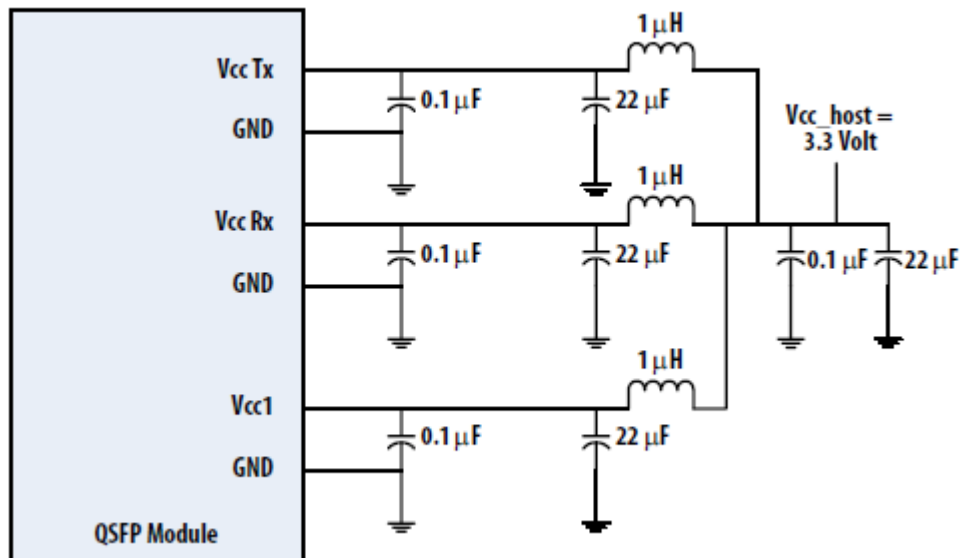 1 µH
Vcc Tx
0.1 µF
22 µF
GND
Vcc_host =
3.3 Volt
1 µH
Vcc Rx
0.1 µF
22 µF
0.1 µF
22 µF
GND
1 µH
Vcc1
0.1 µF
22 µF
GND
QSFP Module